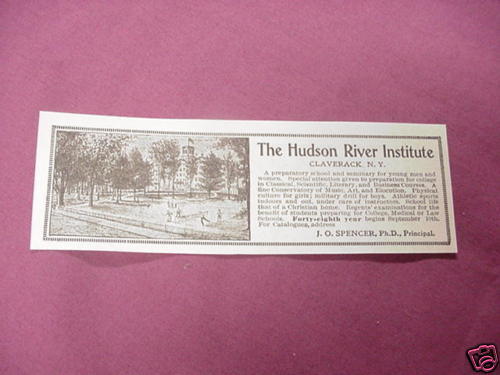 The Hudson River Institute
CLAVERACK, N. Y.
A preparatory school and seminary for young men and
women. Special attention given to preparation for college
in Classical, Scientific, Literary, and Business Courses. A
fine Conservatory of Music, Art, and Elocution. Physical
culture for girls; military drill for boys. Athletic sports
indoors and out, under care of instructors. School life
that of a Christian home. Regents' examinations for the
benefit of students preparing for College, Medical or Law
Schools. Forty-eighth year begins September 19th.
For Catalogues, address
J. O. SPENCER, Ph.D., Principal.